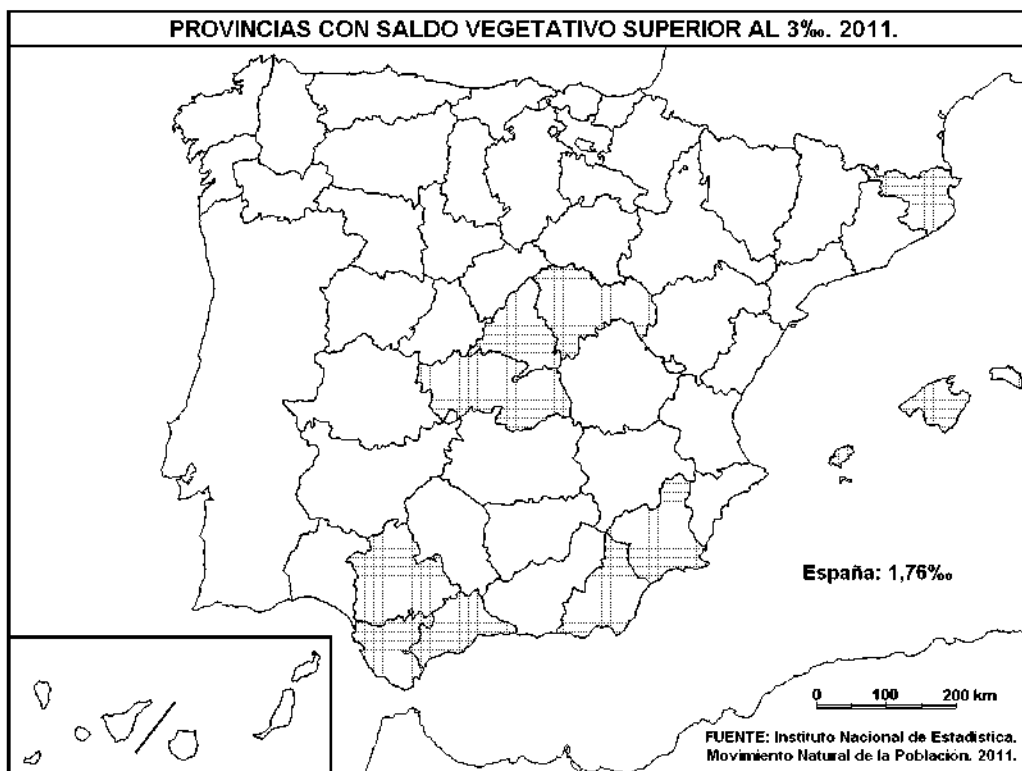 PROVINCIAS CON SALDO VEGETATIVO SUPERIOR AL 3‰. 2011.
España: 1,76‰
0 100 200 km
FUENTE: Instituto Nacional de Estadística.
Movimiento Natural de la Población. 2011.